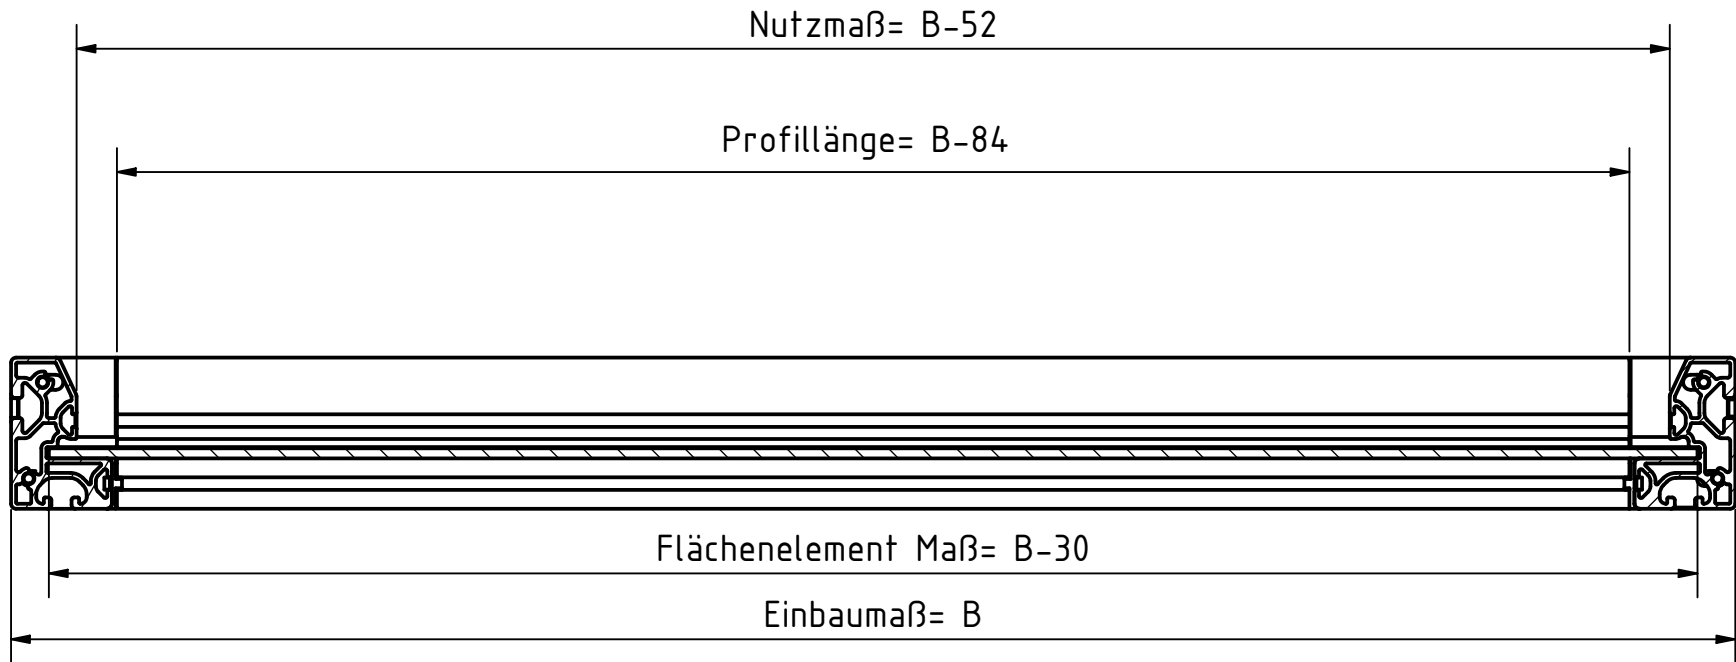 Nutzmaß= B-52
Profillänge= B-84
Flächenelement Maß= B-30
Einbaumaß= B